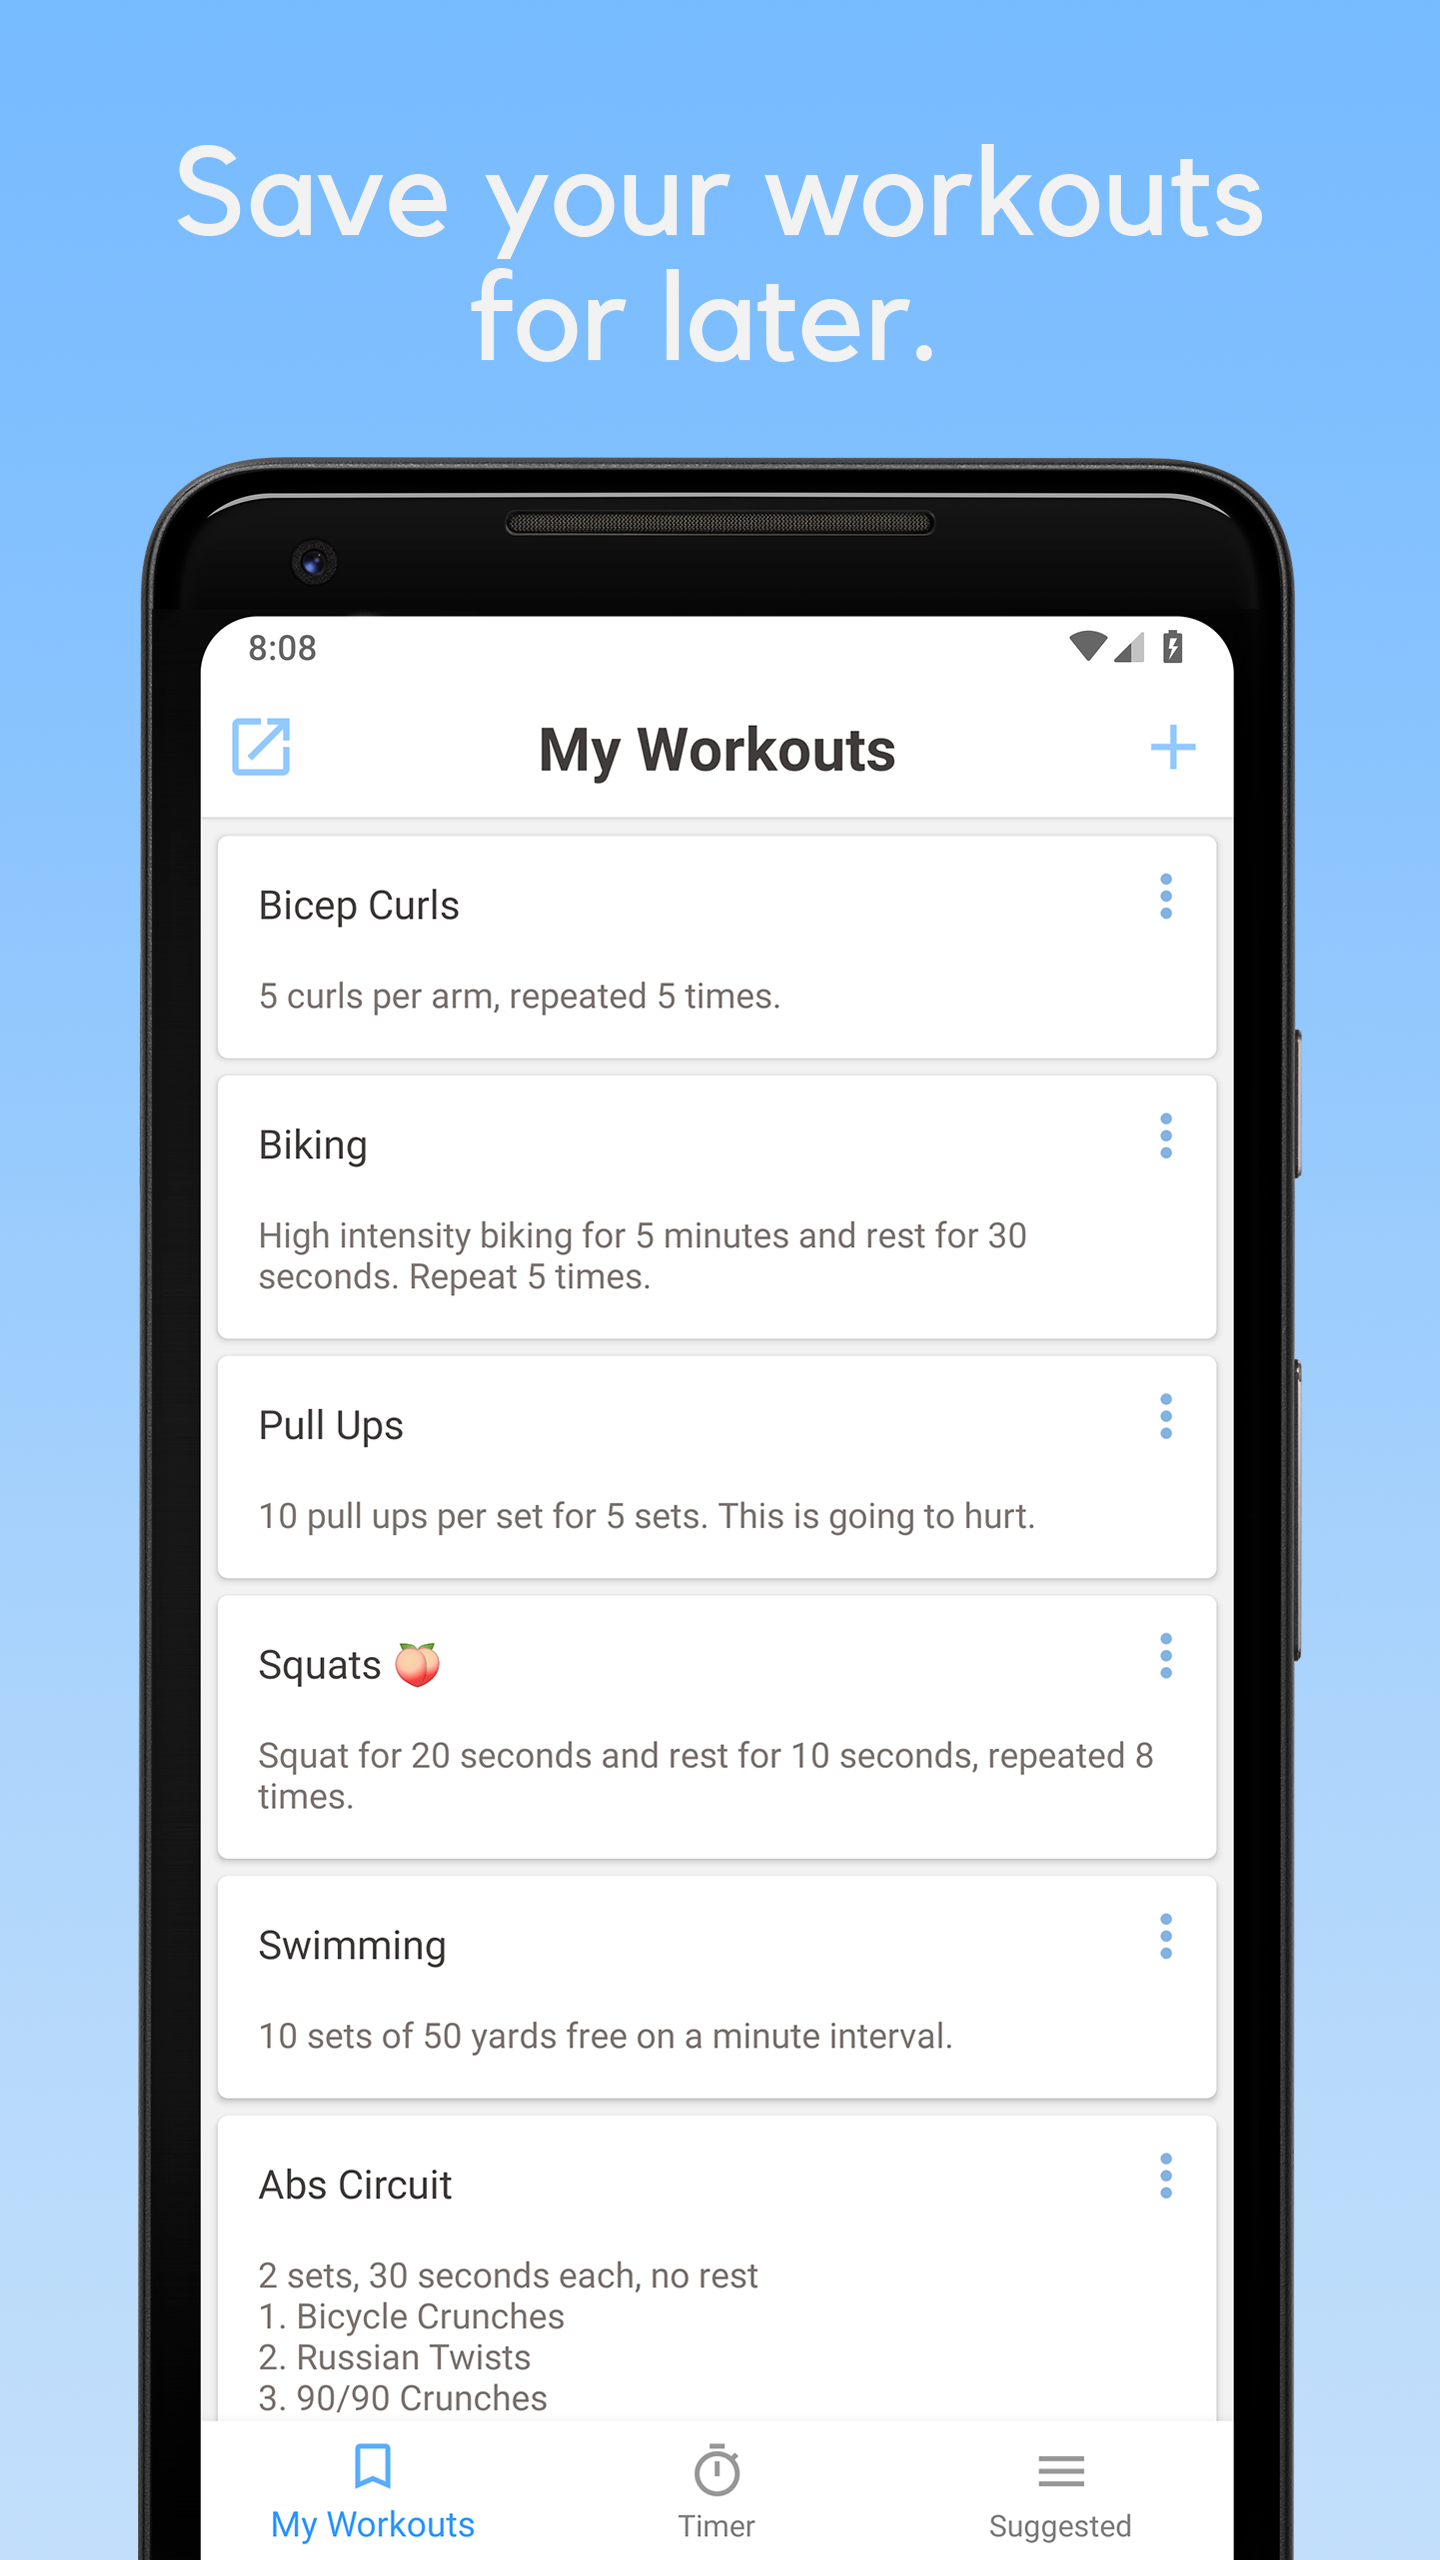 Save your workouts
for later.
8:08
My Workouts
Bicep Curls
5 curls per arm, repeated 5 times.
Biking
High intensity biking for 5 minutes and rest for 30
seconds. Repeat 5 times.
Pull Ups
10 pull ups per set for 5 sets. This is going to hurt.
Squats 🍑
Squat for 20 seconds and rest for 10 seconds, repeated 8
times.
Swimming
10 sets of 50 yards free on a minute interval.
Abs Circuit
2 sets, 30 seconds each, no rest
1. Bicycle Crunches
2. Russian Twists
3. 90/90 Crunches
My Workouts
Timer
Suggested